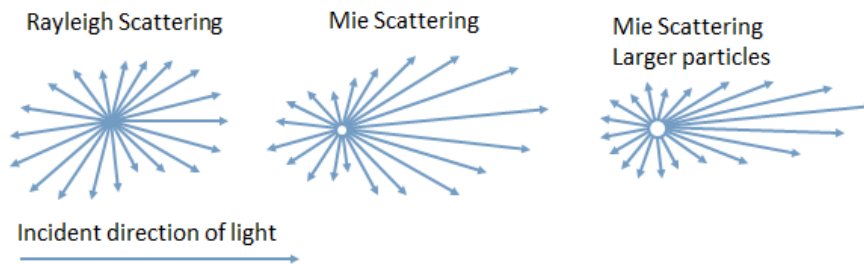 Rayleigh Scattering
Mie Scattering
Mie Scattering
Larger particles
Incident direction of light